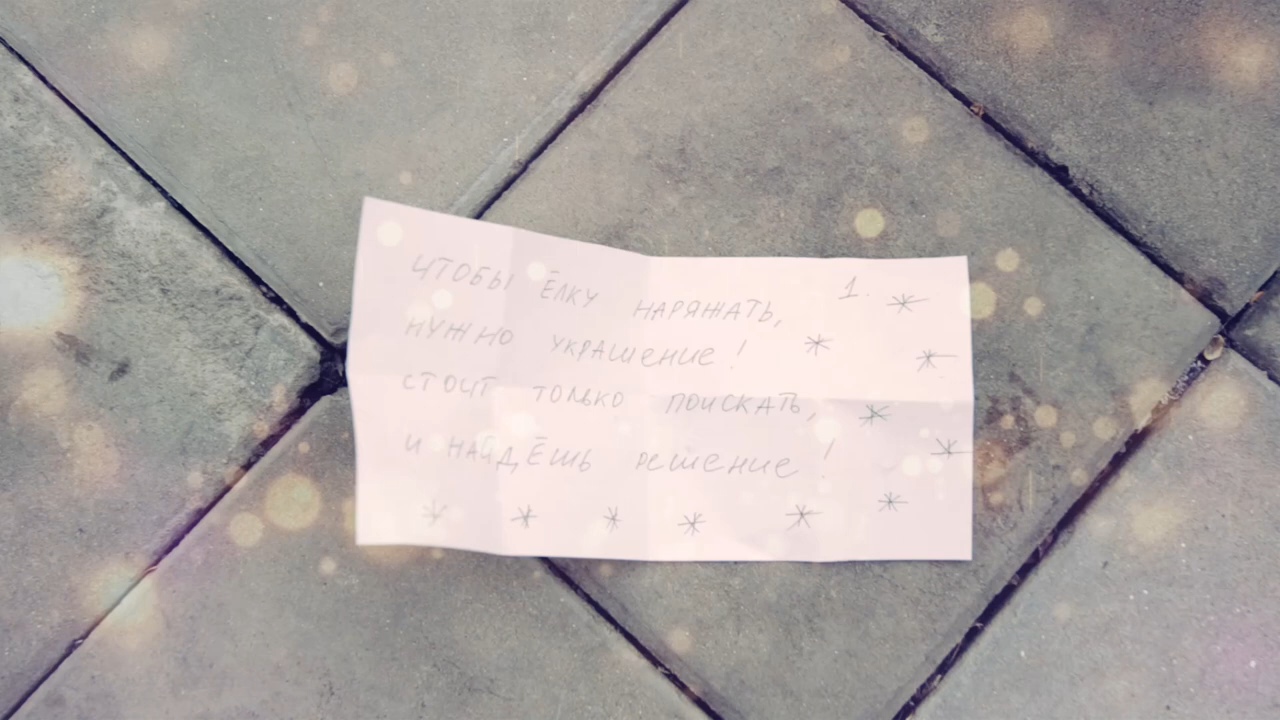 ЧТОБЫ ЁЛКУ НАРЯЖАТЬ, 1.
НУЖНО УКРАШЕНИЕ!
СТОИТ ТОЛЬКО ПОИСКАТЬ,
И НАЙДЁШЬ РЕШЕНИЕ!